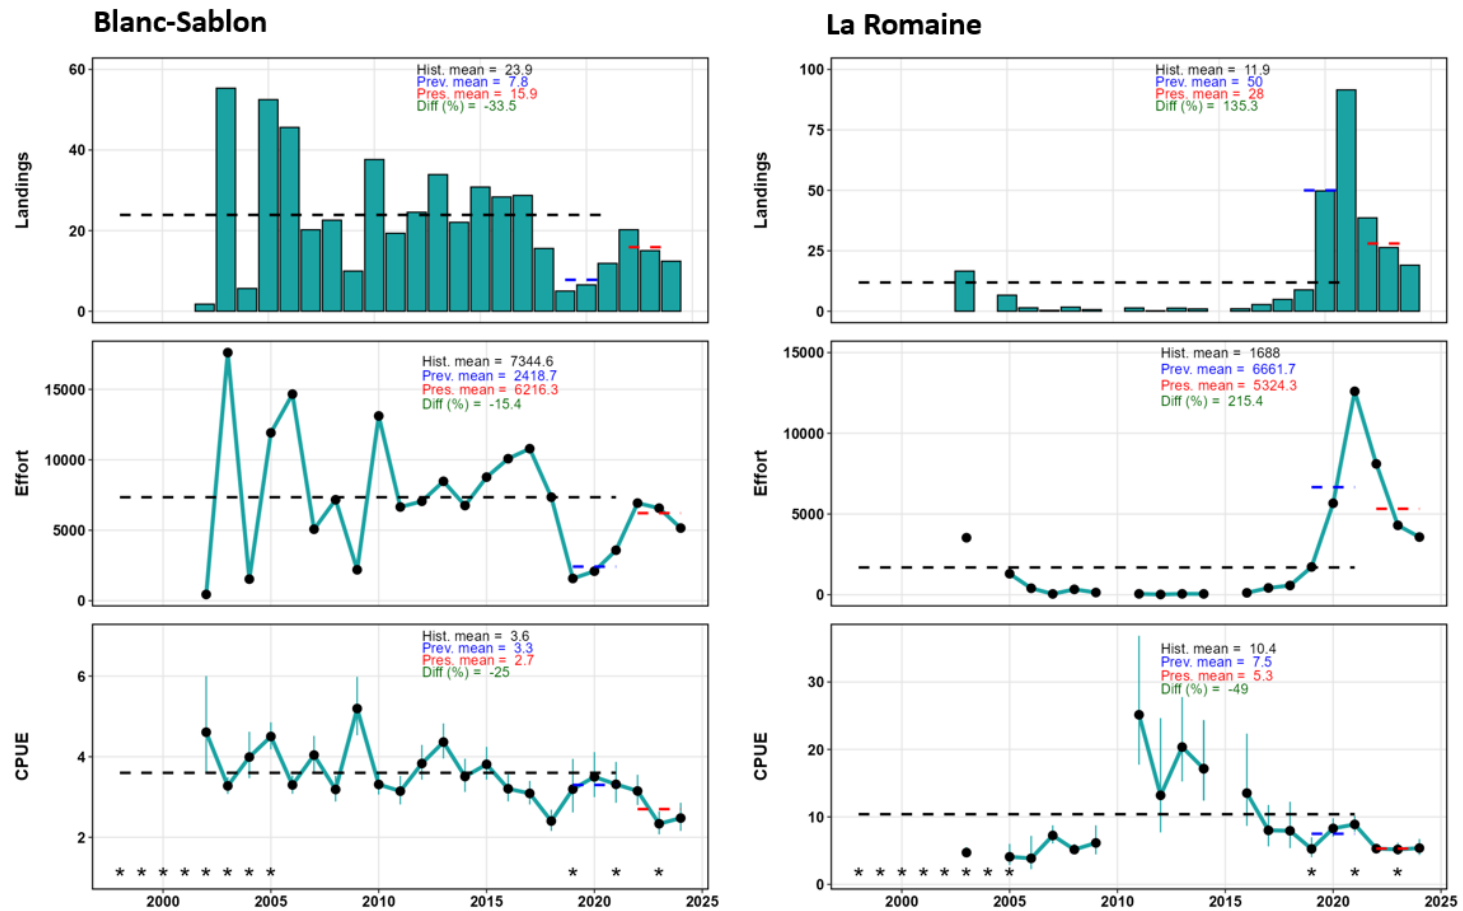 Blanc-Sablon
La Romaine
Landings
60
40
20
0
Hist. mean = 23.9
Prev. mean = 7.8
Pres. mean = 15.9
Diff (%) = -33.5
Landings
100
75
50
25
0
Hist. mean = 11.9
Prev. mean = 50
Pres. mean = 28
Diff (%) = 135.3
Effort
15000
10000
5000
0
Hist. mean = 7344.6
Prev. mean = 2418.7
Pres. mean = 6216.3
Diff (%) = -15.4
Effort
15000
10000
5000
0
Hist. mean = 1688
Prev. mean = 6661.7
Pres. mean = 5324.3
Diff (%) = 215.4
CPUE
6
4
2
Hist. mean = 3.6
Prev. mean = 3.3
Pres. mean = 2.7
Diff (%) = -25
* * * * * * * * * * *
2000 2005 2010 2015 2020 2025
CPUE
30
20
10
0
Hist. mean = 10.4
Prev. mean = 7.5
Pres. mean = 5.3
Diff (%) = -49
* * * * * * * * * * *
2000 2005 2010 2015 2020 2025